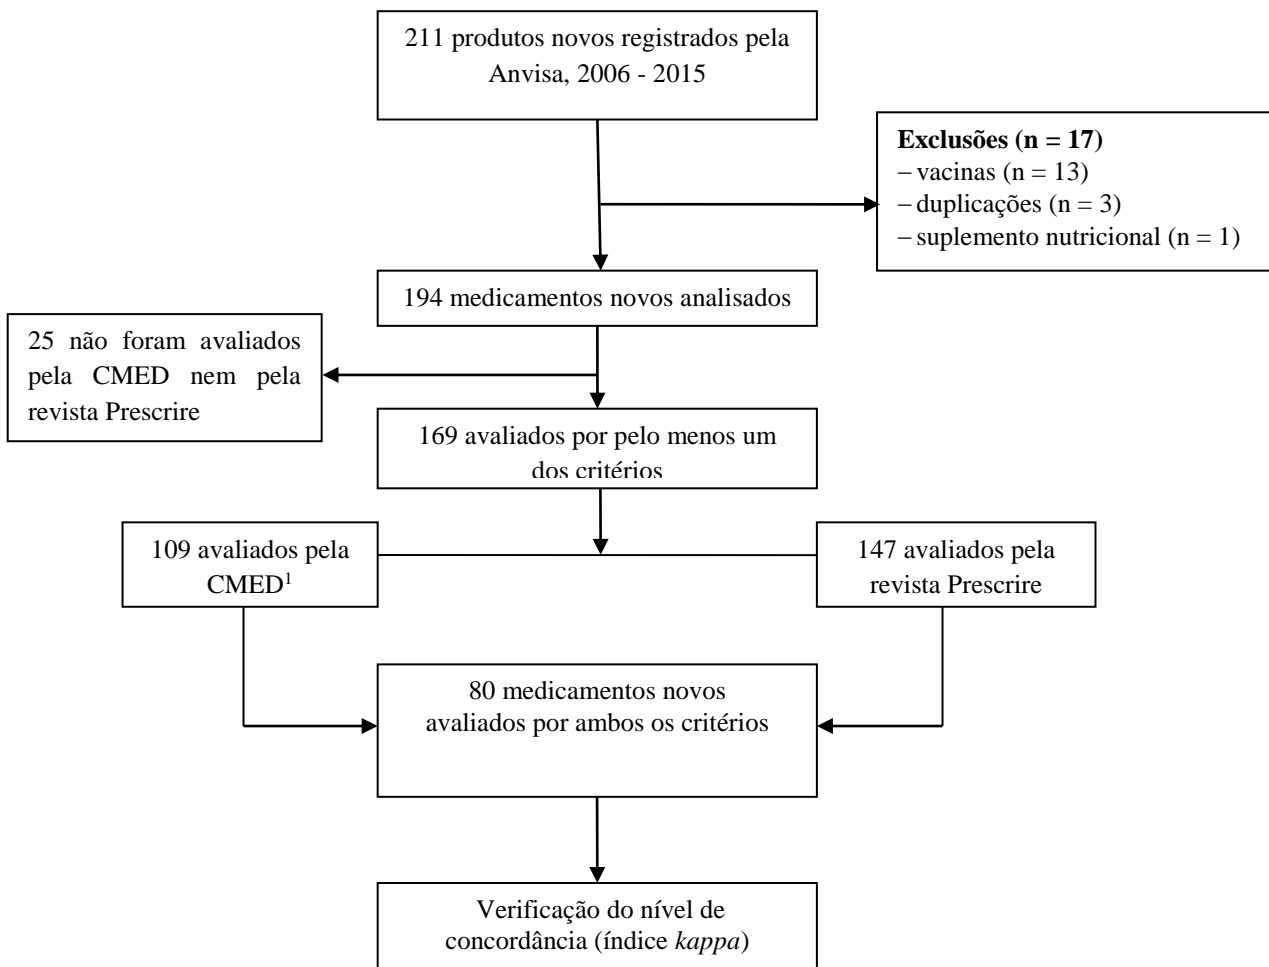 211 produtos novos registrados pela
Anvisa, 2006 - 2015
Exclusões (n = 17)
– vacinas (n = 13)
– duplicações (n = 3)
– suplemento nutricional (n = 1)
194 medicamentos novos analisados
25 não foram avaliados
pela CMED nem pela
revista Prescrire
169 avaliados por pelo menos um
dos critérios
109 avaliados pela
CMED¹
147 avaliados pela
revista Prescrire
80 medicamentos novos
avaliados por ambos os critérios
Verificação do nível de
concordância (índice kappa)